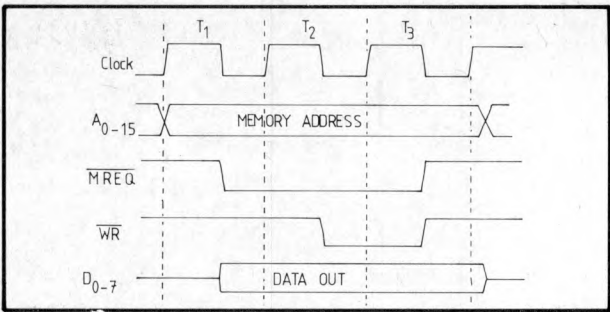 T1 T2 T3
Clock
A0-15 MEMORY ADDRESS
MREQ
WR
D0-7 DATA OUT